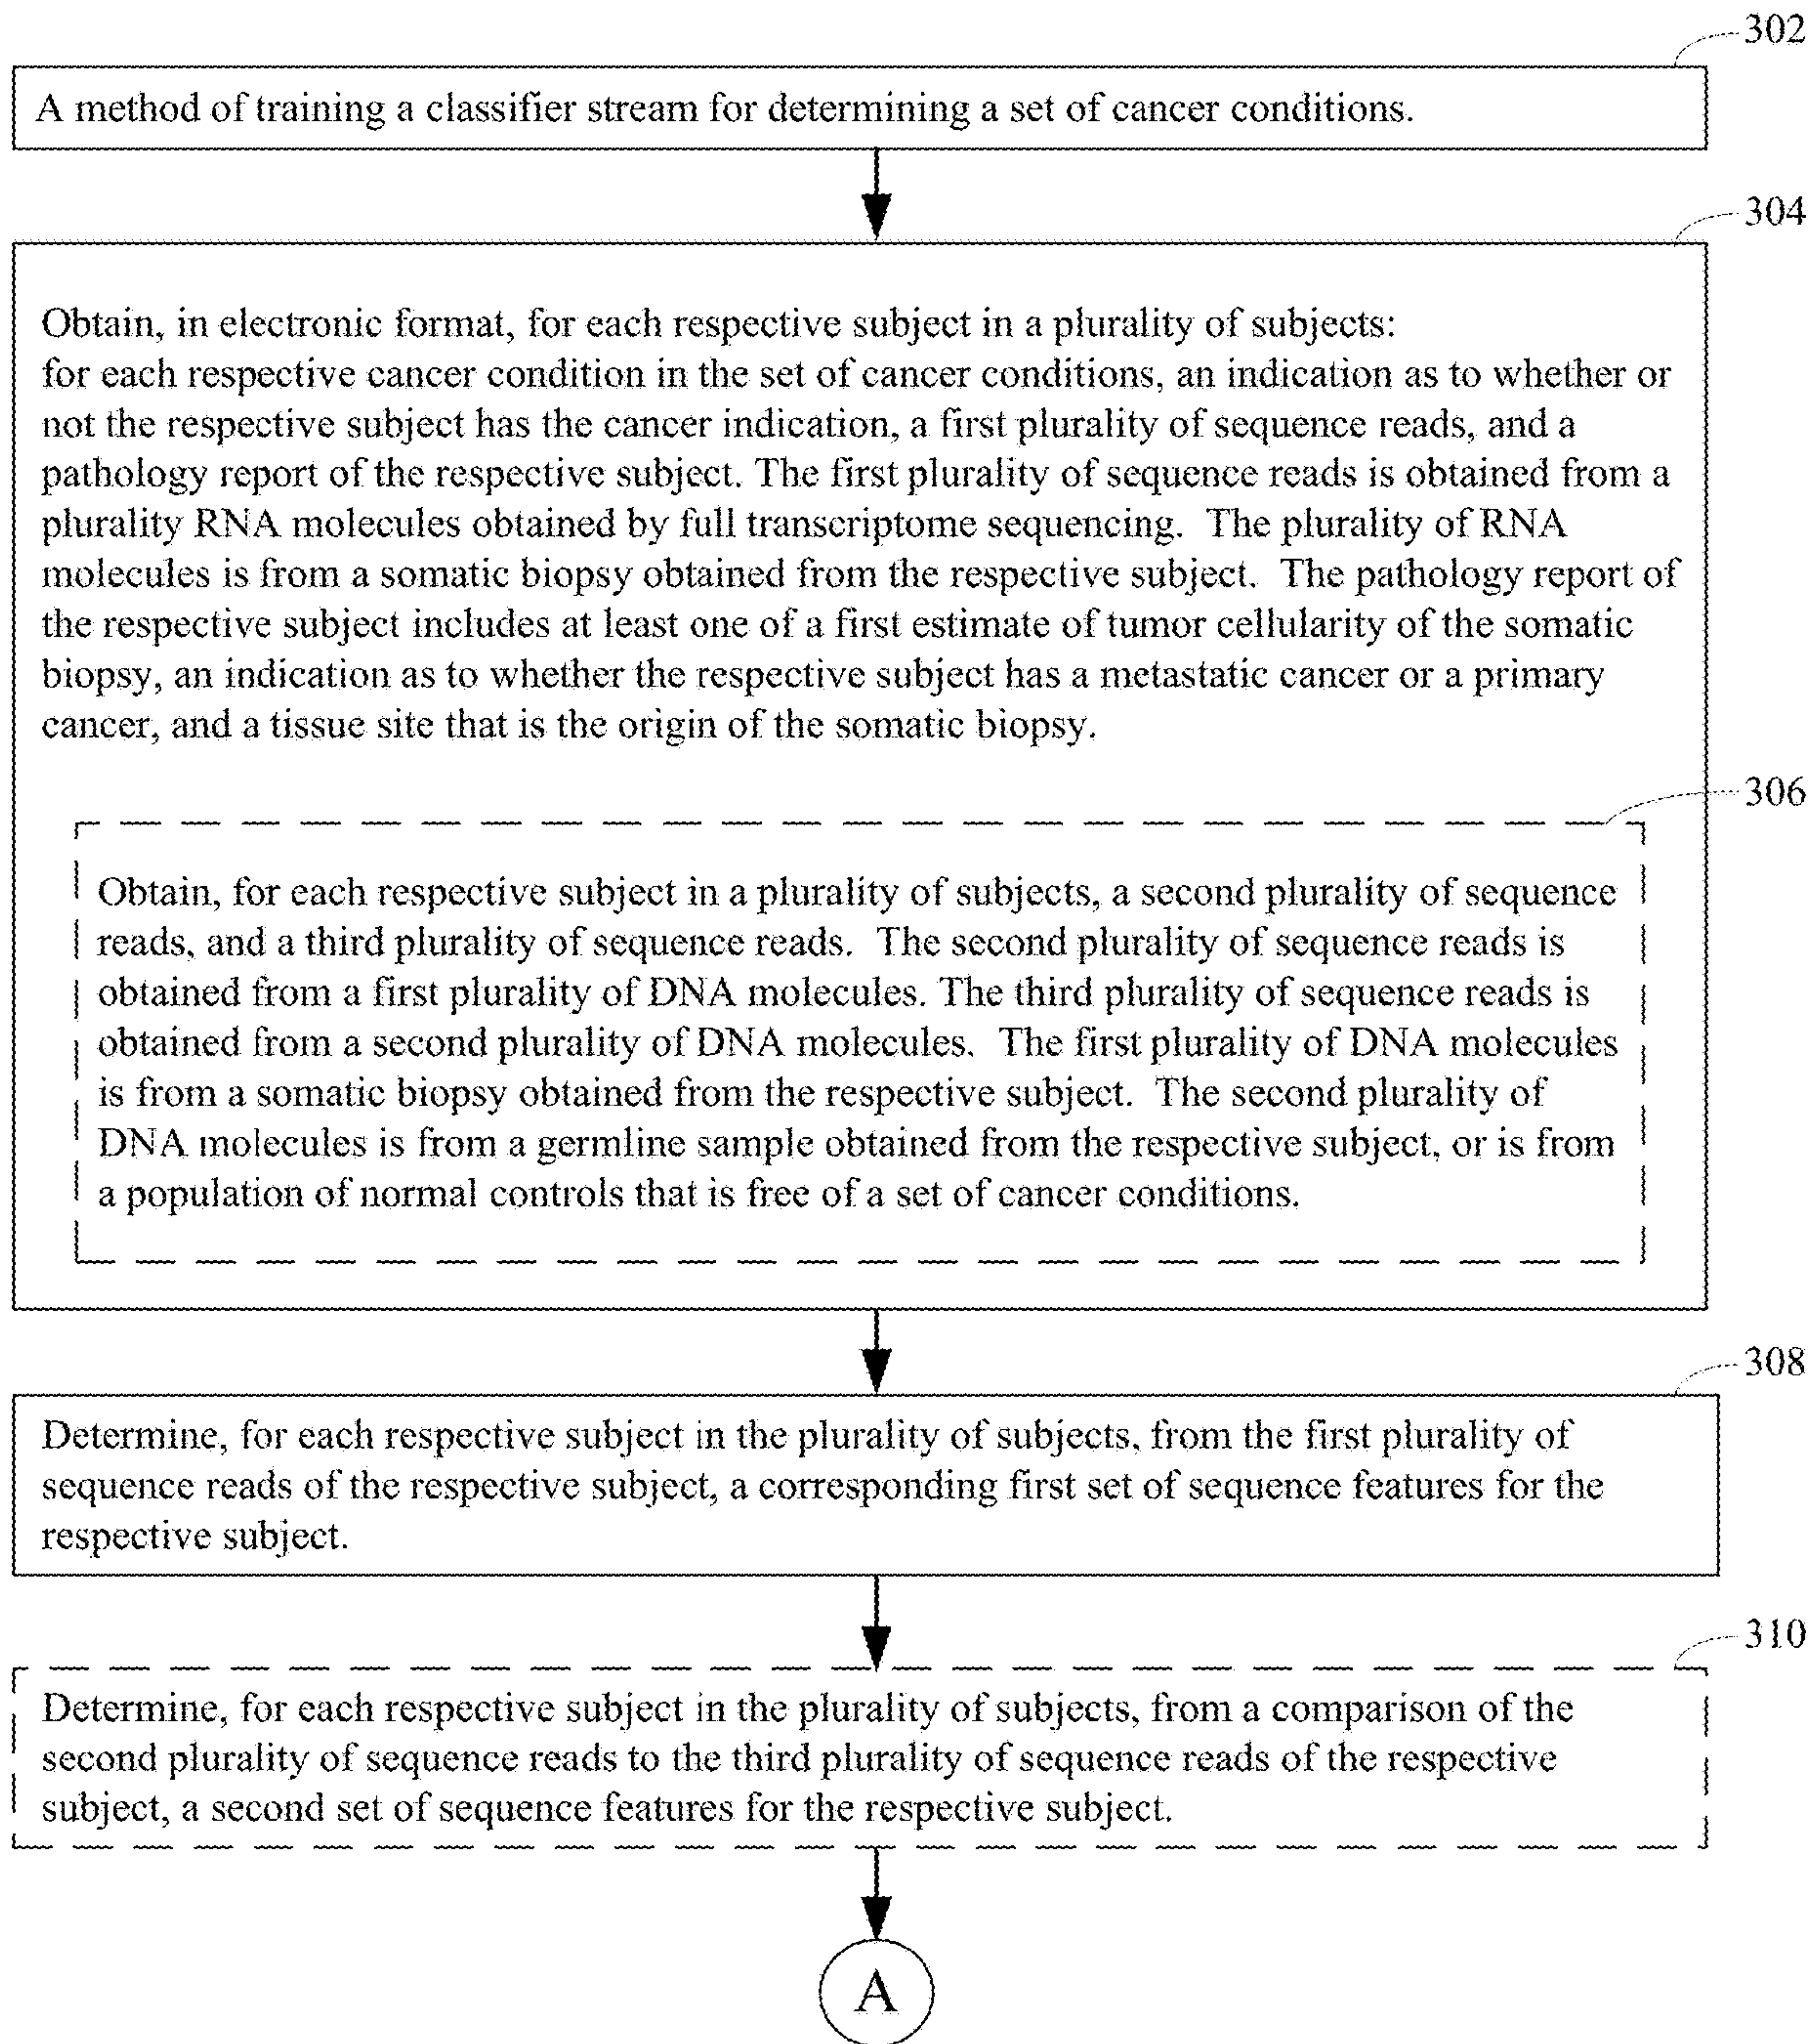 302
A method of training a classifier stream for determining a set of cancer conditions.
304
Obtain, in electronic format, for each respective subject in a plurality of subjects:
for each respective cancer condition in the set of cancer conditions, an indication as to whether or
not the respective subject has the cancer indication, a first plurality of sequence reads, and a
pathology report of the respective subject. The first plurality of sequence reads is obtained from a
plurality RNA molecules obtained by full transcriptome sequencing. The plurality of RNA
molecules is from a somatic biopsy obtained from the respective subject. The pathology report of
the respective subject includes at least one of a first estimate of tumor cellularity of the somatic
biopsy, an indication as to whether the respective subject has a metastatic cancer or a primary
cancer, and a tissue site that is the origin of the somatic biopsy.
306
Obtain, for each respective subject in a plurality of subjects, a second plurality of sequence
reads, and a third plurality of sequence reads. The second plurality of sequence reads is
obtained from a first plurality of DNA molecules. The third plurality of sequence reads is
obtained from a second plurality of DNA molecules. The first plurality of DNA molecules
is from a somatic biopsy obtained from the respective subject. The second plurality of
DNA molecules is from a germline sample obtained from the respective subject, or is from
a population of normal controls that is free of a set of cancer conditions.
308
Determine, for each respective subject in the plurality of subjects, from the first plurality of
sequence reads of the respective subject, a corresponding first set of sequence features for the
respective subject.
310
Determine, for each respective subject in the plurality of subjects, from a comparison of the
second plurality of sequence reads to the third plurality of sequence reads of the respective
subject, a second set of sequence features for the respective subject.
A